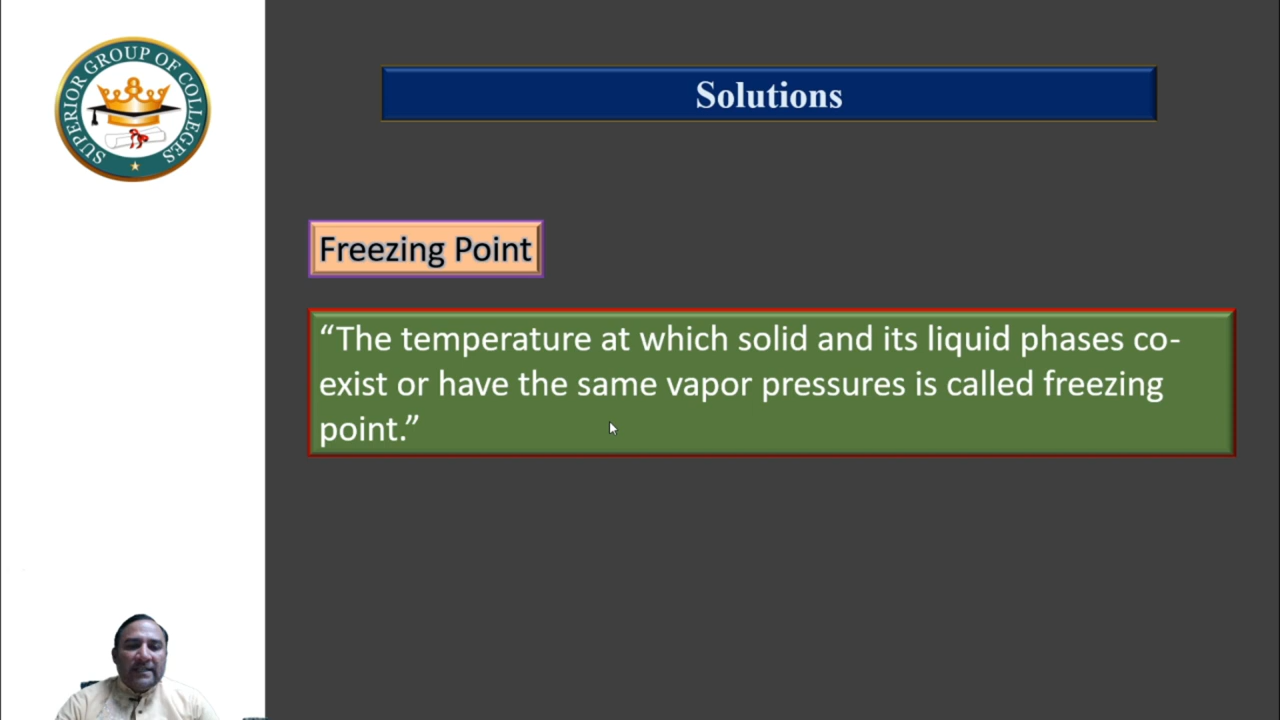 SUPERIOR GROUP OF COLLEGES
Solutions
Freezing Point
“The temperature at which solid and its liquid phases co-
exist or have the same vapor pressures is called freezing
point.”